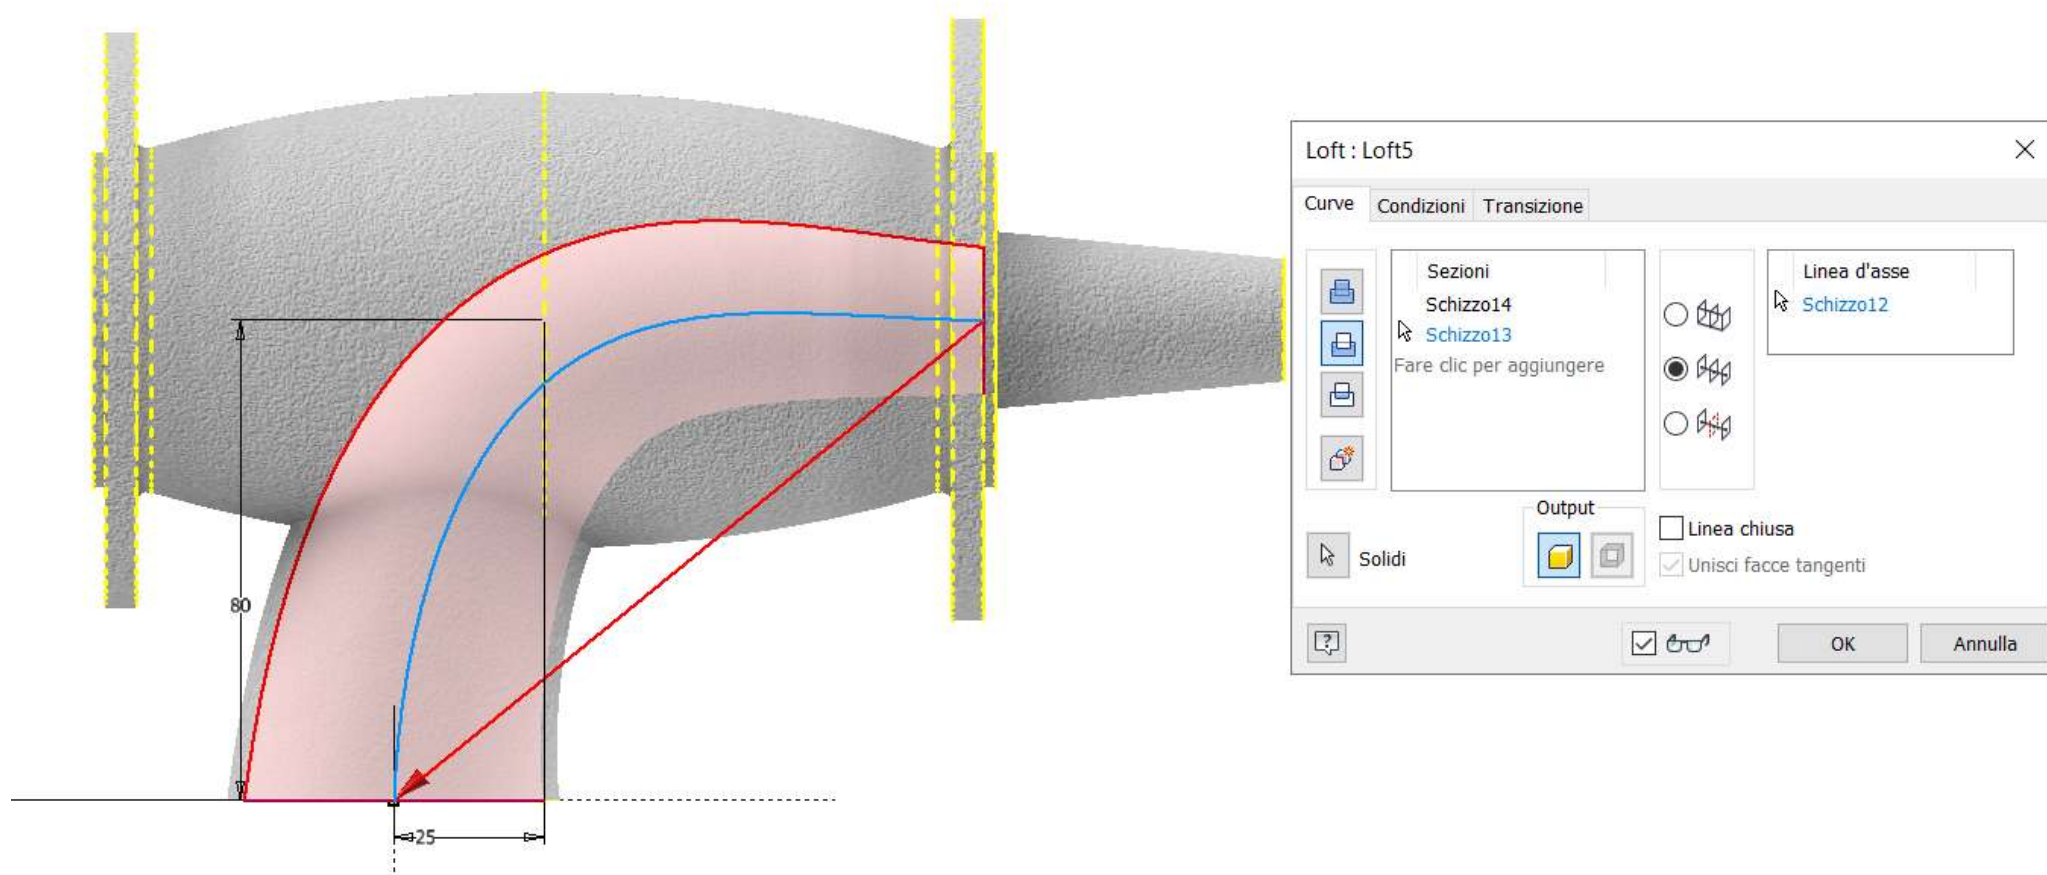 80
25
Loft : Loft5
Curve Condizioni Transizione
Sezioni
Schizzo14
Schizzo13
Fare clic per aggiungere
Linea d'asse
Schizzo12
Solidi
Output
Linea chiusa
Unisci facce tangenti
?
OK Annulla